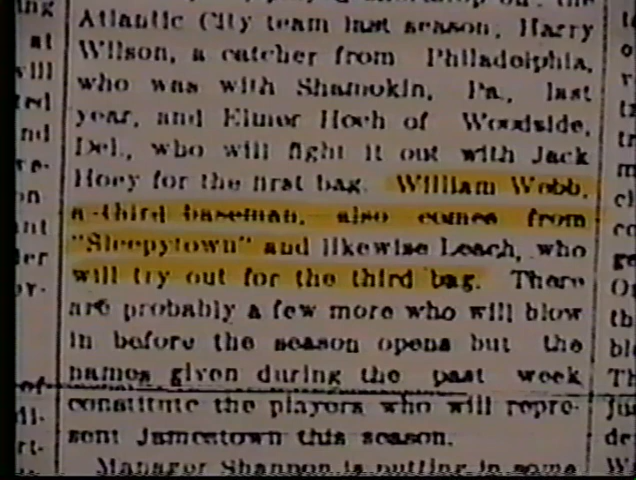 Atlantic City team last season; Harry
Wilson, a catcher from Philadelphia,
who was with Shamokin, Pa., last
year, and Elmer Hoch of Woodside,
Del., who will fight it out with Jack
Hoey for the first bag. William Webb,
a third baseman, also comes from
"Sleepytown" and likewise Leach, who
will try out for the third bag. There
are probably a few more who will blow
in before the season opens but the
names given during the past week
constitute the players who will repre-
sent Jamestown this season.
Manager Shannon is putting in some